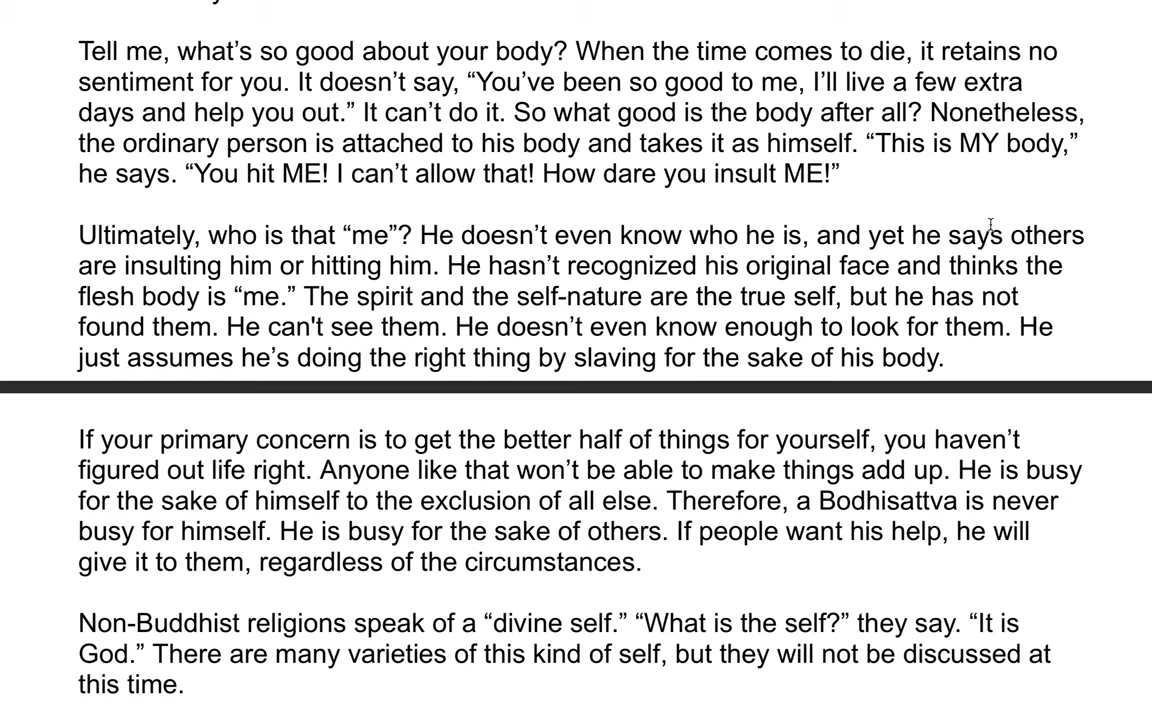 Tell me, what’s so good about your body? When the time comes to die, it retains no
sentiment for you. It doesn’t say, “You’ve been so good to me, I’ll live a few extra
days and help you out.” It can’t do it. So what good is the body after all? Nonetheless,
the ordinary person is attached to his body and takes it as himself. “This is MY body,”
he says. “You hit ME! I can’t allow that! How dare you insult ME!”
Ultimately, who is that “me”? He doesn’t even know who he is, and yet he says others
are insulting him or hitting him. He hasn’t recognized his original face and thinks the
flesh body is “me.” The spirit and the self-nature are the true self, but he has not
found them. He can't see them. He doesn’t even know enough to look for them. He
just assumes he’s doing the right thing by slaving for the sake of his body.
If your primary concern is to get the better half of things for yourself, you haven’t
figured out life right. Anyone like that won’t be able to make things add up. He is busy
for the sake of himself to the exclusion of all else. Therefore, a Bodhisattva is never
busy for himself. He is busy for the sake of others. If people want his help, he will
give it to them, regardless of the circumstances.
Non-Buddhist religions speak of a “divine self.” “What is the self?” they say. “It is
God.” There are many varieties of this kind of self, but they will not be discussed at
this time.